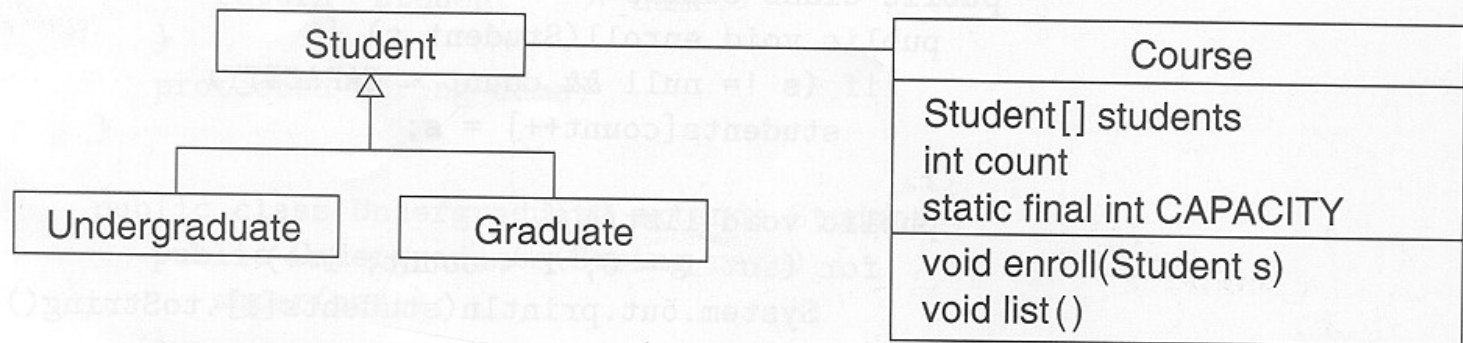 Student
Course
Student[] students
int count
static final int CAPACITY
Undergraduate
Graduate
void enroll(Student s)
void list()